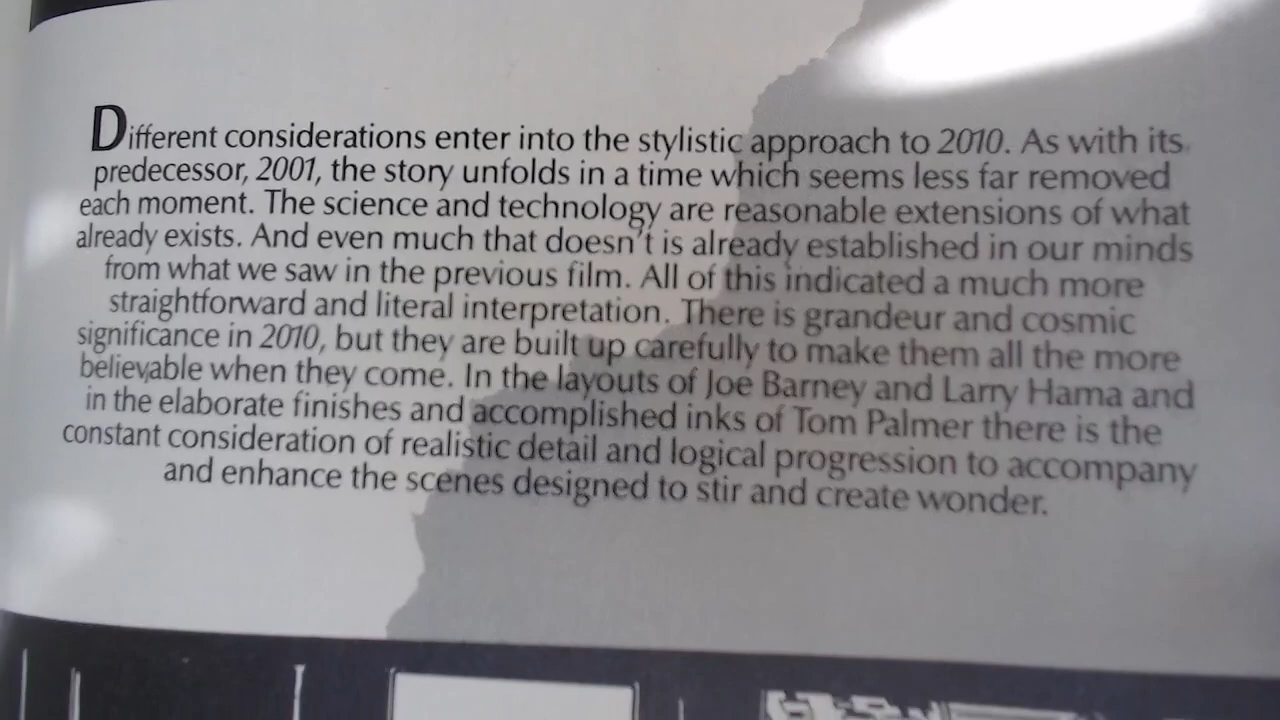 Different considerations enter into the stylistic approach to 2010. As with its
predecessor, 2001, the story unfolds in a time which seems less far removed
each moment. The science and technology are reasonable extensions of what
already exists. And even much that doesn't is already established in our minds
from what we saw in the previous film. All of this indicated a much more
straightforward and literal interpretation. There is grandeur and cosmic
significance in 2010, but they are built up carefully to make them all the more
believable when they come. In the layouts of Joe Barney and Larry Hama and
in the elaborate finishes and accomplished inks of Tom Palmer there is the
constant consideration of realistic detail and logical progression to accompany
and enhance the scenes designed to stir and create wonder.